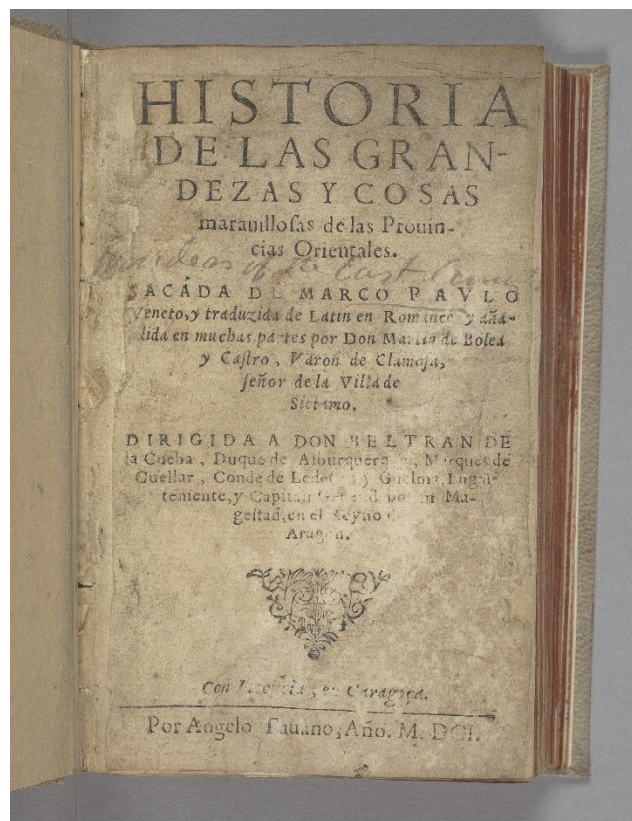 HISTORIA
DE LAS GRAN-
DEZAS Y COSAS
marauillosas de las Prouin-
cias Orientales.
SACADA DE MARCO PAVLO
Veneto, y traduzida de Latin en Romance, y aña-
dida en muchas partes por Don Martin de Bolea
y Castro, Varon de Clamosa,
señor de la Villa de
Sietamo.
DIRIGIDA A DON BELTRAN DE
la Cueba, Duque de Alburquerque, Marques de
Cuellar, Conde de Ledesma y Guelma, Lugar-
teniente, y Capitan General por su Ma-
gestad, en el Reyno de
Aragon.
Con Licencia, en Caragoça.
Por Angelo Tauano, Año. M. DCI.